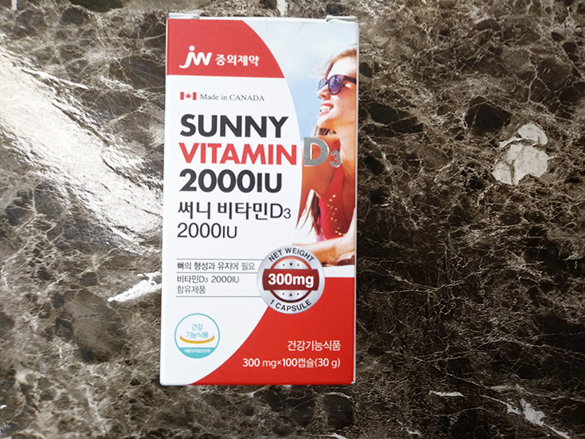 JW 중외제약
Made in CANADA
SUNNY
VITAMIN D3
2000IU
써니 비타민D3
2000IU
뼈의 형성과 유지에 필요
비타민D3 2000IU
함유제품
NET WEIGHT
300mg
1 CAPSULE
건강
기능식품
건강기능식품
300 mg×100캡슐(30 g)